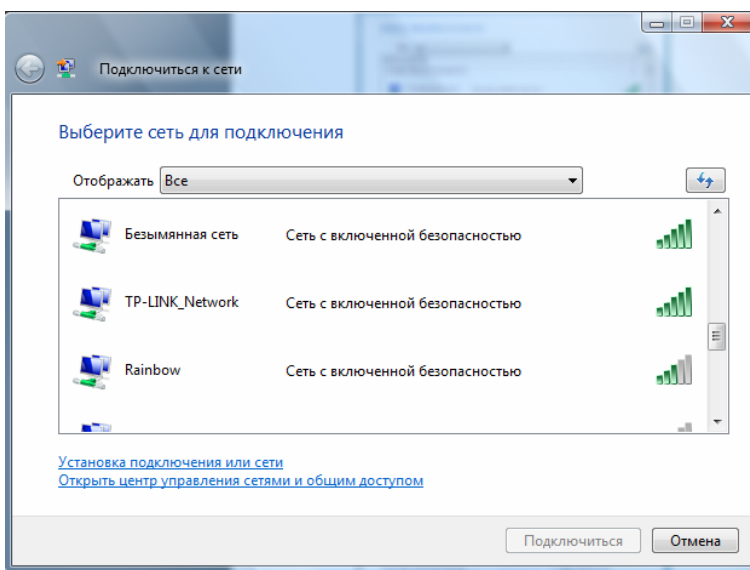 Подключиться к сети
Выберите сеть для подключения
Отображать Все
Безымянная сеть Сеть с включенной безопасностью
TP-LINK_Network Сеть с включенной безопасностью
Rainbow Сеть с включенной безопасностью
Установка подключения или сети
Открыть центр управления сетями и общим доступом
Подключиться Отмена